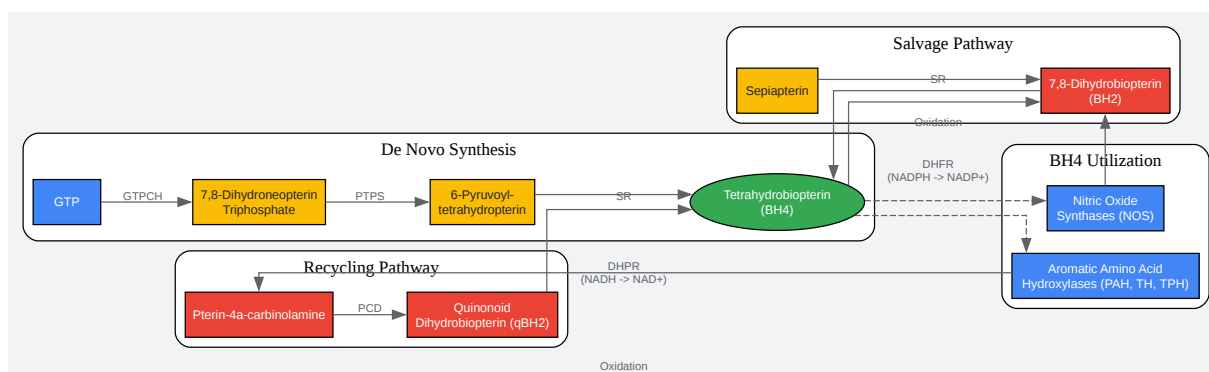 Salvage Pathway
Sepiapterin
SR
7,8-Dihydrobiopterin
(BH2)
Oxidation
De Novo Synthesis
GTP
GTPCH
7,8-Dihydroneopterin
Triphosphate
PTPS
6-Pyruvoyl-
tetrahydropterin
SR
Tetrahydrobiopterin
(BH4)
DHFR
(NADPH -> NADP+)
BH4 Utilization
Nitric Oxide
Synthases (NOS)
Aromatic Amino Acid
Hydroxylases (PAH, TH, TPH)
Recycling Pathway
DHPR
(NADH -> NAD+)
Pterin-4a-carbinolamine
PCD
Quinonoid
Dihydrobiopterin (qBH2)
Oxidation